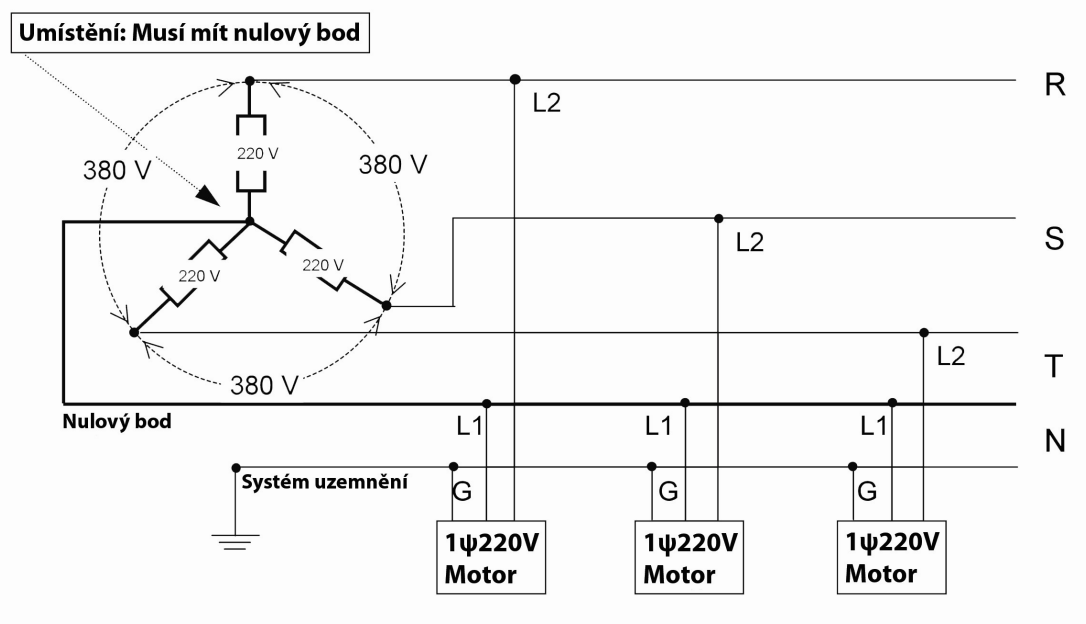 Umístění: Musí mít nulový bod
R
L2
220 V
380 V
380 V
S
L2
220 V
220 V
L2
T
380 V
Nulový bod
L1
L1
L1
N
Systém uzemnění
G
G
G
1ψ220V
Motor
1ψ220V
Motor
1ψ220V
Motor